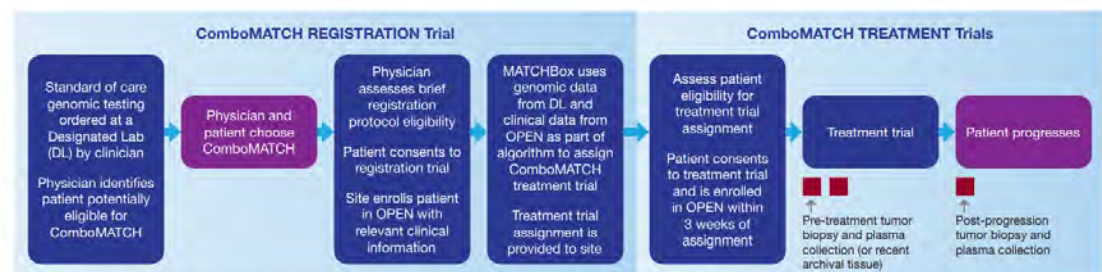 ComboMATCH REGISTRATION Trial
ComboMATCH TREATMENT Trials
Standard of care
genomic testing
ordered at a
Designated Lab
(DL) by clinician
Physician identifies
patient potentially
eligible for
ComboMATCH
Physician and
patient choose
ComboMATCH
Physician
assesses brief
registration
protocol eligibility
Patient consents to
registration trial
Site enrolls patient
in OPEN with
relevant clinical
information
MATCHBox uses
genomic data
from DL and
clinical data from
OPEN as part of
algorithm to assign
ComboMATCH
treatment trial
Treatment trial
assignment is
provided to site
Assess patient
eligibility for
treatment trial
assignment
Patient consents
to treatment trial
and is enrolled
in OPEN within
3 weeks of
assignment
Treatment trial
Pre-treatment tumor
biopsy and plasma
collection (or recent
archival tissue)
Patient progresses
Post-progression
tumor biopsy and
plasma collection